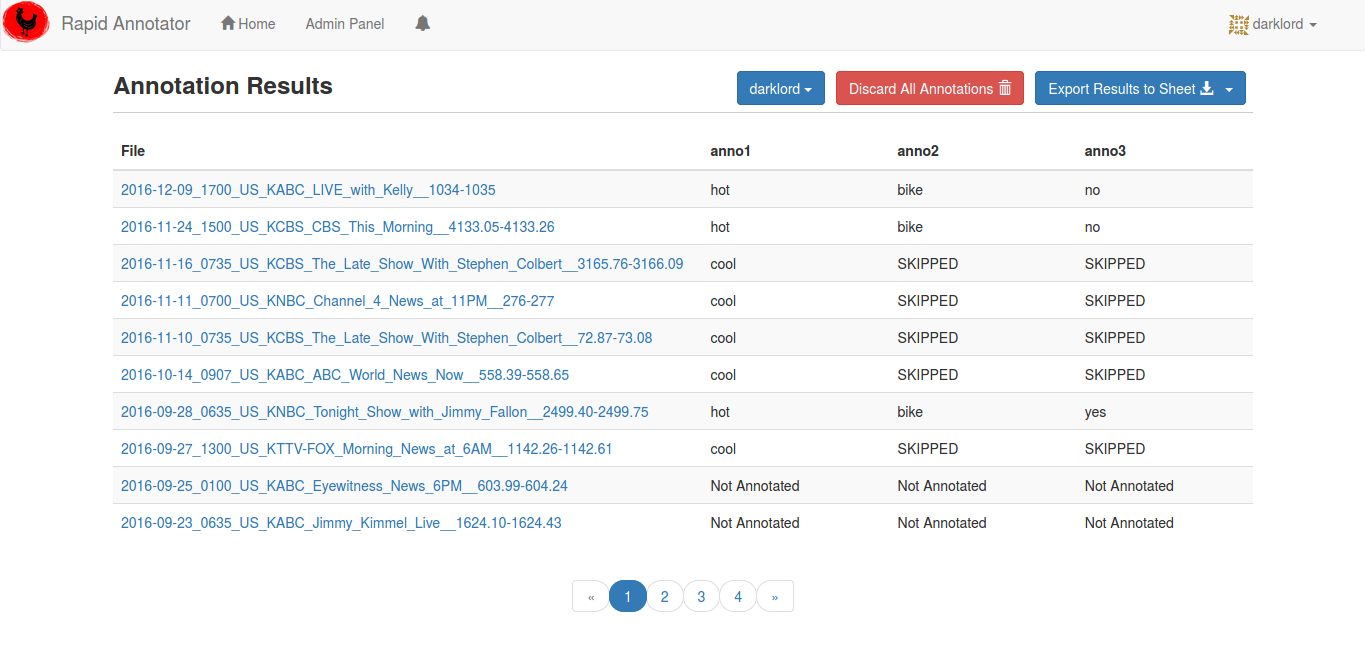 Rapid Annotator Home Admin Panel darklord
Annotation Results darklord Discard All Annotations Export Results to Sheet
File anno1 anno2 anno3
2016-12-09_1700_US_KABC_LIVE_with_Kelly__1034-1035 hot bike no
2016-11-24_1500_US_KCBS_CBS_This_Morning__4133.05-4133.26 hot bike no
2016-11-16_0735_US_KCBS_The_Late_Show_With_Stephen_Colbert__3165.76-3166.09 cool SKIPPED SKIPPED
2016-11-11_0700_US_KNBC_Channel_4_News_at_11PM__276-277 cool SKIPPED SKIPPED
2016-11-10_0735_US_KCBS_The_Late_Show_With_Stephen_Colbert__72.87-73.08 cool SKIPPED SKIPPED
2016-10-14_0907_US_KABC_ABC_World_News_Now__558.39-558.65 cool SKIPPED SKIPPED
2016-09-28_0635_US_KNBC_Tonight_Show_with_Jimmy_Fallon__2499.40-2499.75 hot bike yes
2016-09-27_1300_US_KTTV-FOX_Morning_News_at_6AM__1142.26-1142.61 cool SKIPPED SKIPPED
2016-09-25_0100_US_KABC_Eyewitness_News_6PM__603.99-604.24 Not Annotated Not Annotated Not Annotated
2016-09-23_0635_US_KABC_Jimmy_Kimmel_Live__1624.10-1624.43 Not Annotated Not Annotated Not Annotated
« 1 2 3 4 »